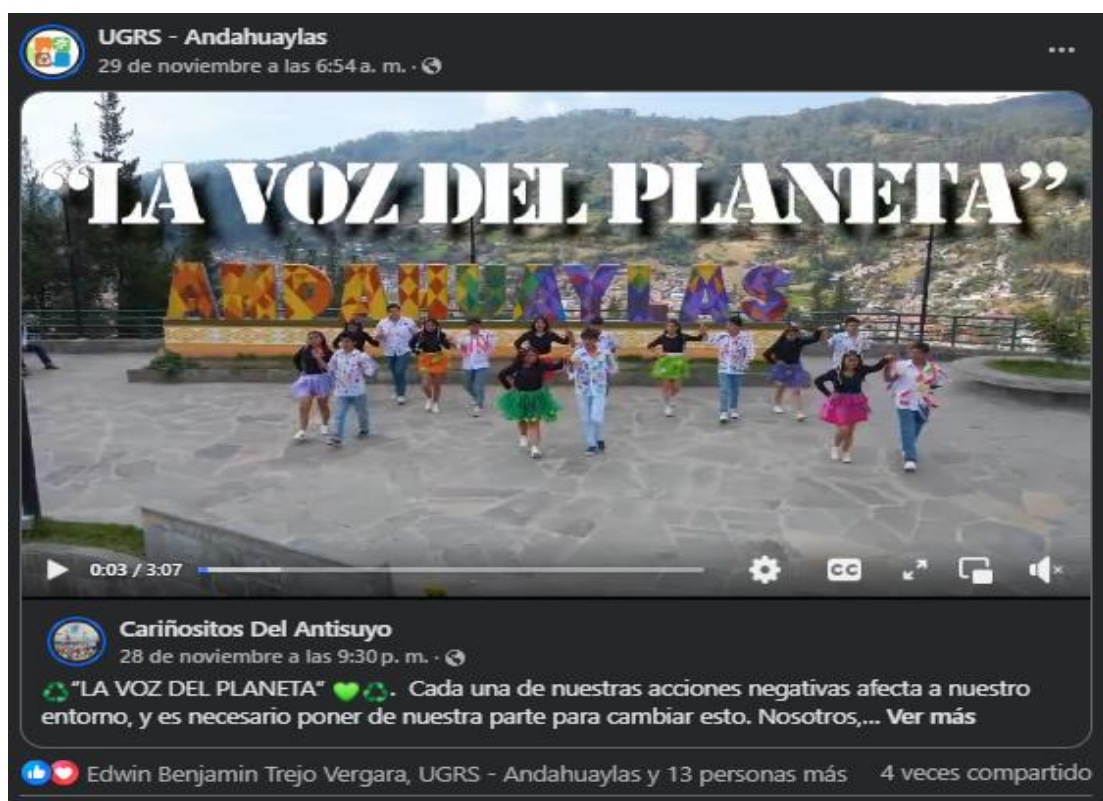 UGRS - Andahuaylas
29 de noviembre a las 6:54 a. m. ·
“LA VOZ DEL PLANETA”
ANDAHUAYLAS
0:03 / 3:07
CC
Cariñositos Del Antisuyo
28 de noviembre a las 9:30 p. m. ·
♻️“LA VOZ DEL PLANETA” 💚♻️. Cada una de nuestras acciones negativas afecta a nuestro
entorno, y es necesario poner de nuestra parte para cambiar esto. Nosotros,... Ver más
Edwin Benjamin Trejo Vergara, UGRS - Andahuaylas y 13 personas más 4 veces compartido